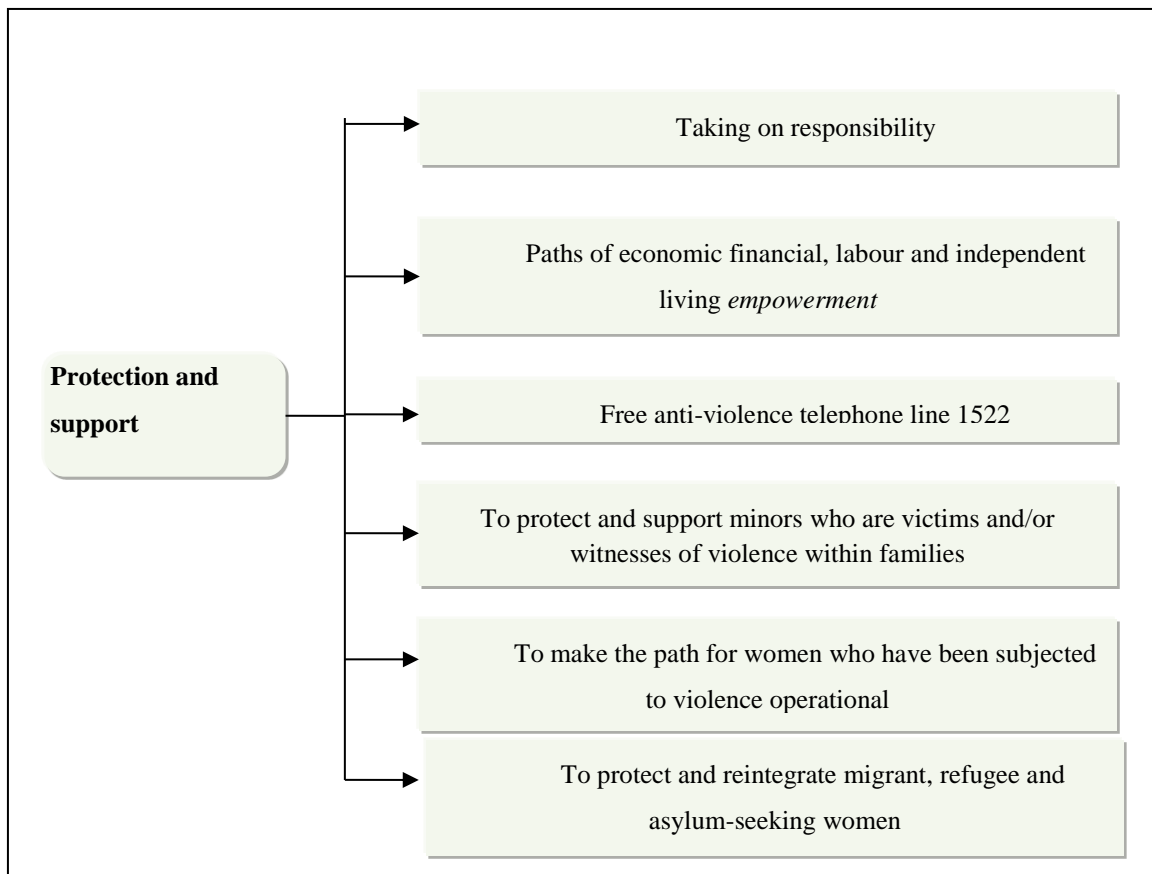 Taking on responsibility
Paths of economic financial, labour and independent
living empowerment
Protection and
support
Free anti-violence telephone line 1522
To protect and support minors who are victims and/or
witnesses of violence within families
To make the path for women who have been subjected
to violence operational
To protect and reintegrate migrant, refugee and
asylum-seeking women